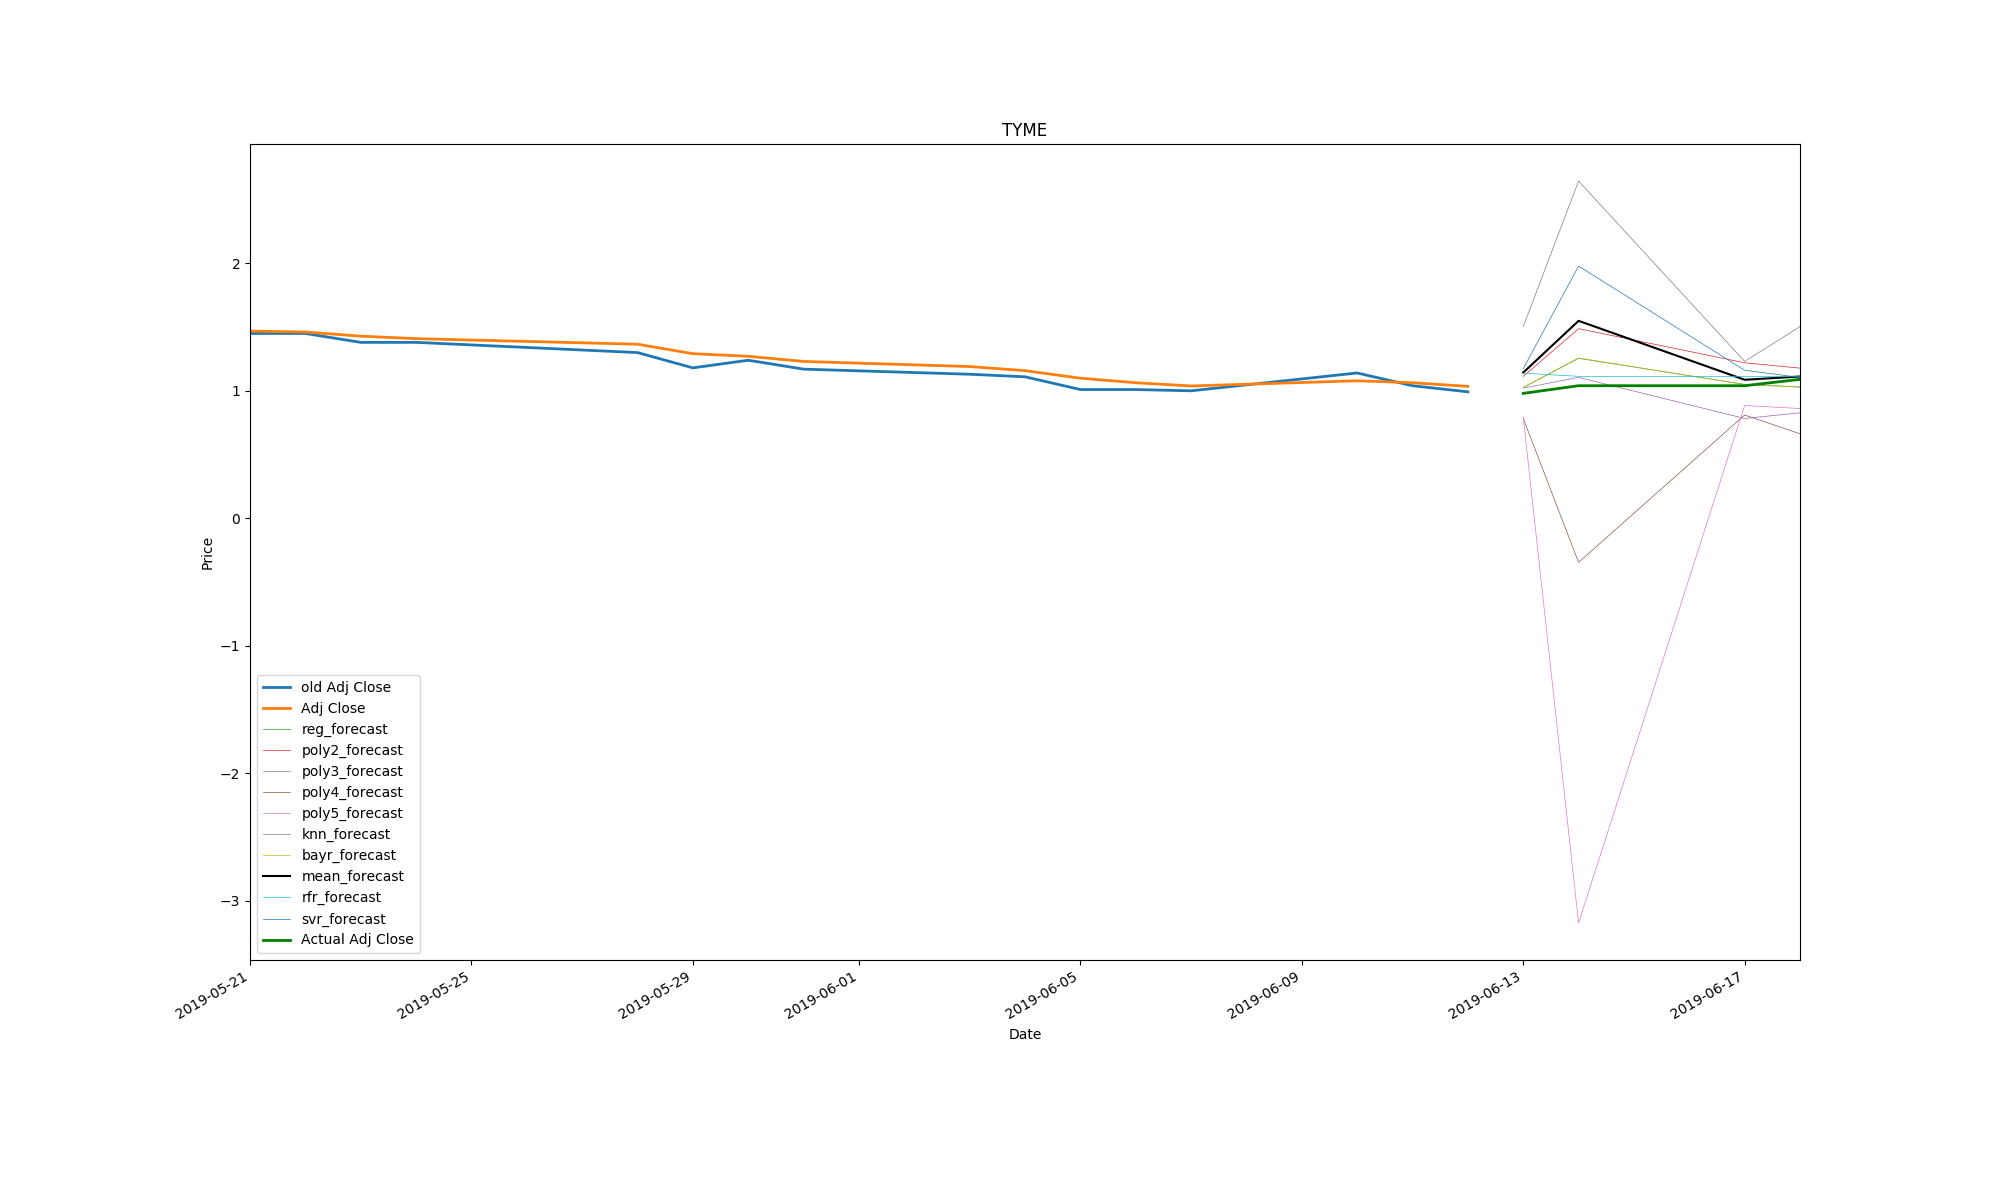 TYME
2
1
0
−1
−2
−3
Price
old Adj Close
Adj Close
reg_forecast
poly2_forecast
poly3_forecast
poly4_forecast
poly5_forecast
knn_forecast
bayr_forecast
mean_forecast
rfr_forecast
svr_forecast
Actual Adj Close
2019-05-21
2019-05-25
2019-05-29
2019-06-01
2019-06-05
2019-06-09
2019-06-13
2019-06-17
Date